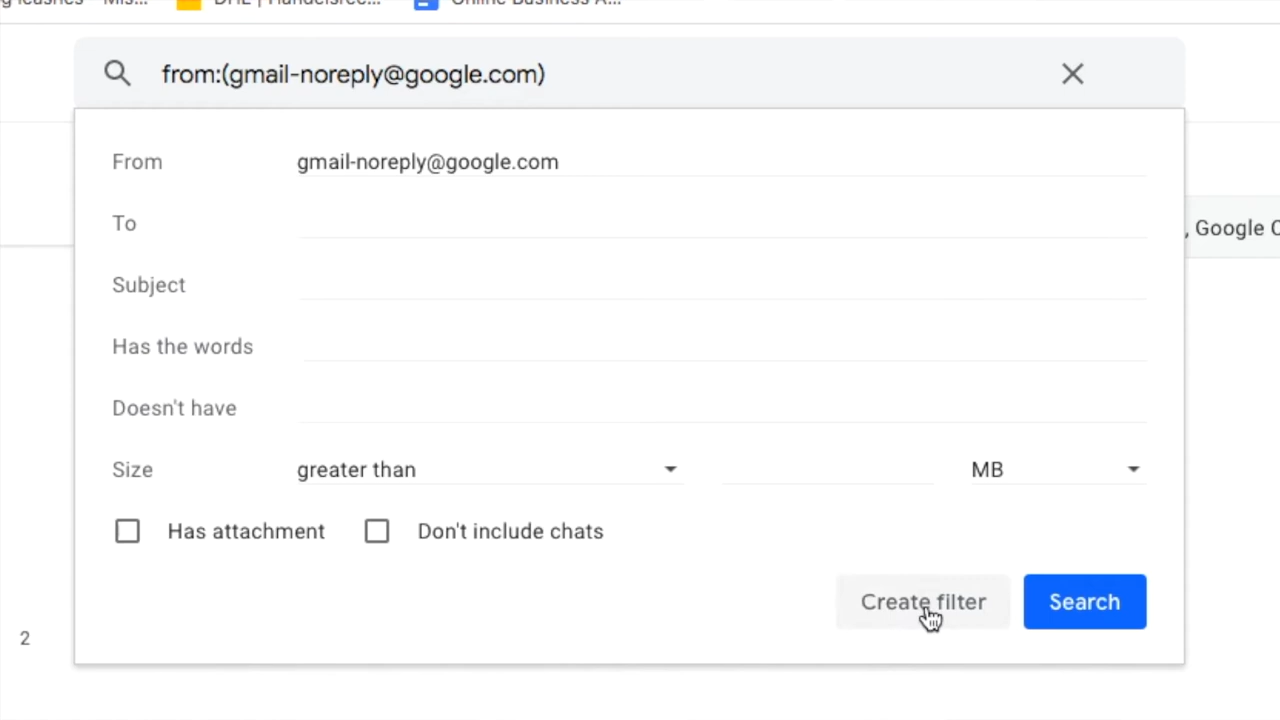 from:(gmail-noreply@google.com)
From gmail-noreply@google.com
To
Subject
, Google C
Has the words
Doesn't have
Size greater than MB
Has attachment Don't include chats
Create filter Search
2